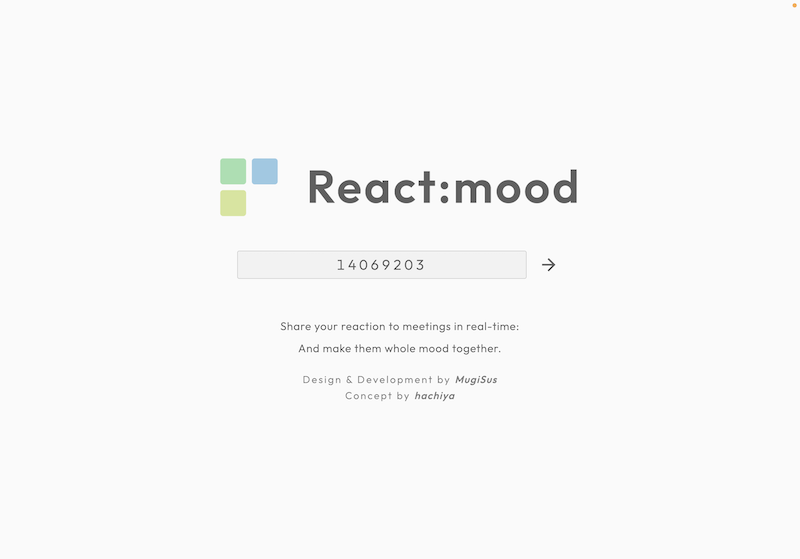 React:mood
14069203
Share your reaction to meetings in real-time:
And make them whole mood together.
Design & Development by MugiSus
Concept by hachiya